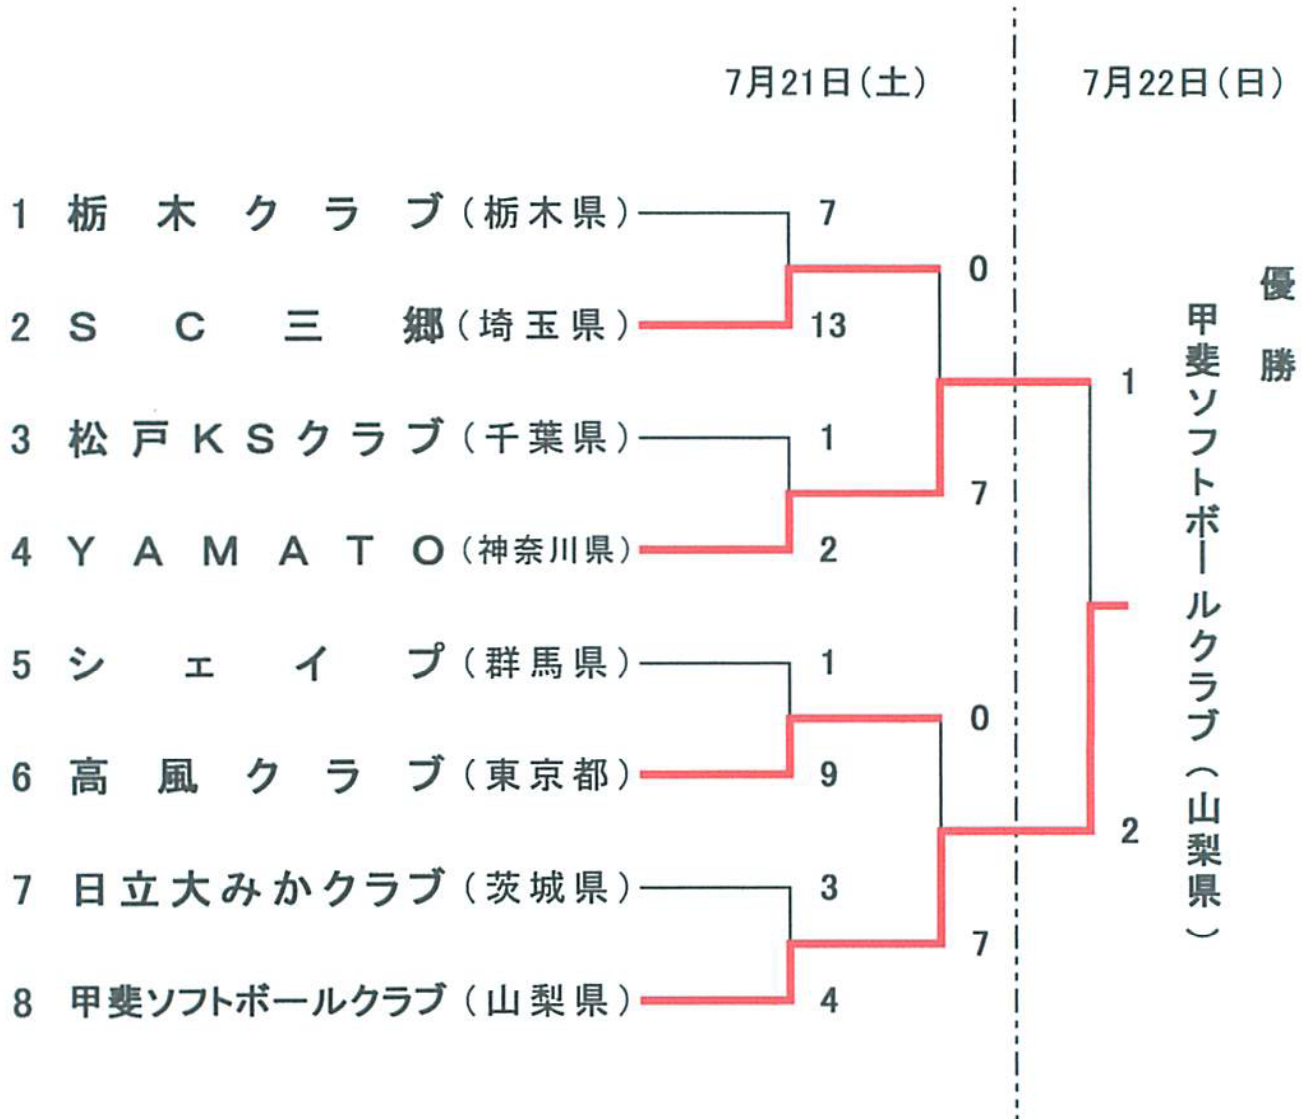 7月21日(土)
7月22日(日)
1 栃木クラブ(栃木県) 7
0
2 SC三郷(埼玉県) 13
1
3 松戸KSクラブ(千葉県) 1
7
4 YAMATO(神奈川県) 2
5 シェイプ(群馬県) 1
0
6 高風クラブ(東京都) 9
2
7 日立大みかクラブ(茨城県) 3
7
8 甲斐ソフトボールクラブ(山梨県) 4
優勝
甲斐ソフトボールクラブ(山梨県)